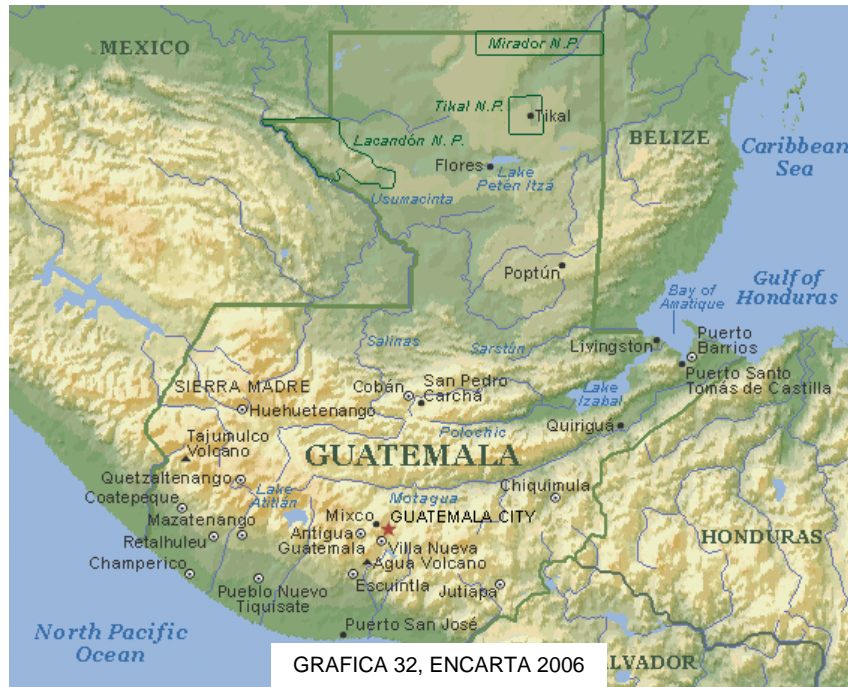 MEXICO
Mirador N.P.
Tikal N.P.
Tikal
BELIZE
Caribbean
Sea
Lacandón N.P.
Flores
Lake
Petén Itzá
Usumacinta
Poptún
Gulf of
Honduras
Bay of
Amatique
Salinas
Sarstún
Livingston
Puerto
Barrios
Puerto Santo
Tomás de Castilla
SIERRA MADRE
Cobán
San Pedro
Carchá
Lake
Izabal
Huehuetenango
Polochic
Quiriguá
Tajumulco
Volcano
GUATEMALA
Quetzaltenango
Coatepeque
Lake
Atitlán
Motagua
Chiquimula
Mazatenango
Mixco
GUATEMALA CITY
Retalhuleu
Antigua
Guatemala
Villa Nueva
HONDURAS
Champerico
Agua Volcano
Pueblo Nuevo
Tiquisate
Escuintla
Jutiapa
North Pacific
Ocean
Puerto San José
GRAFICA 32, ENCARTA 2006
ALVADOR